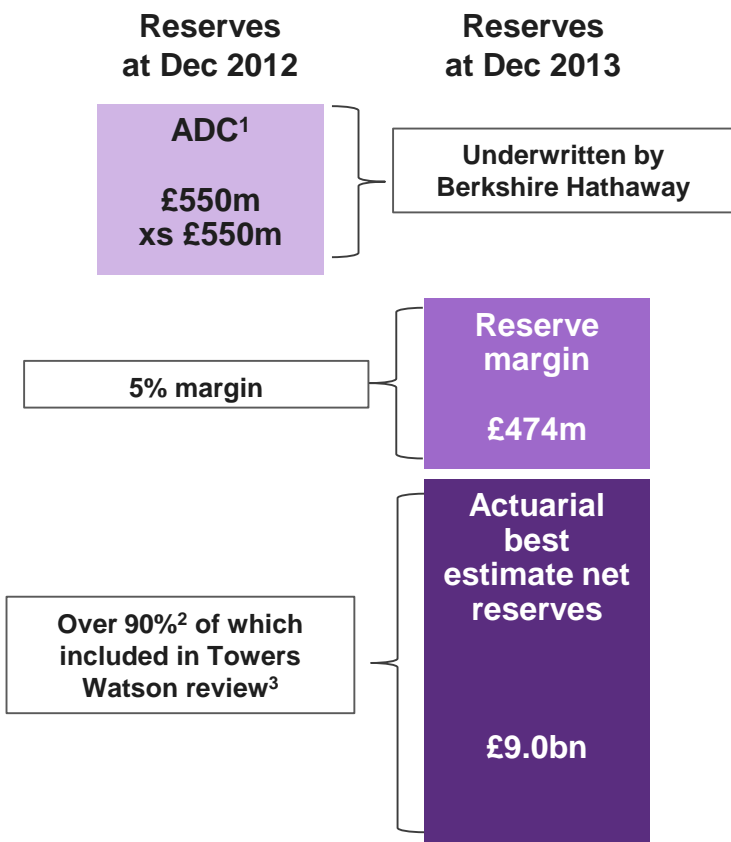 Reserves
at Dec 2012
Reserves
at Dec 2013
ADC¹
£550m
xs £550m
Underwritten by
Berkshire Hathaway
Reserve
margin
£474m
5% margin
Actuarial
best
estimate net
reserves
£9.0bn
Over 90%² of which
included in Towers
Watson review³